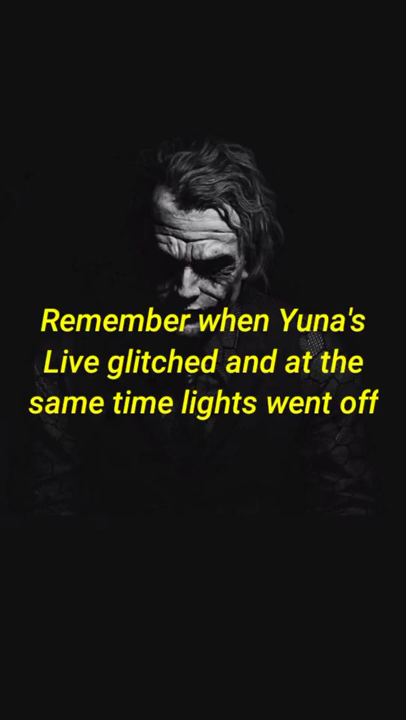 Remember when Yuna's
Live glitched and at the
same time lights went off